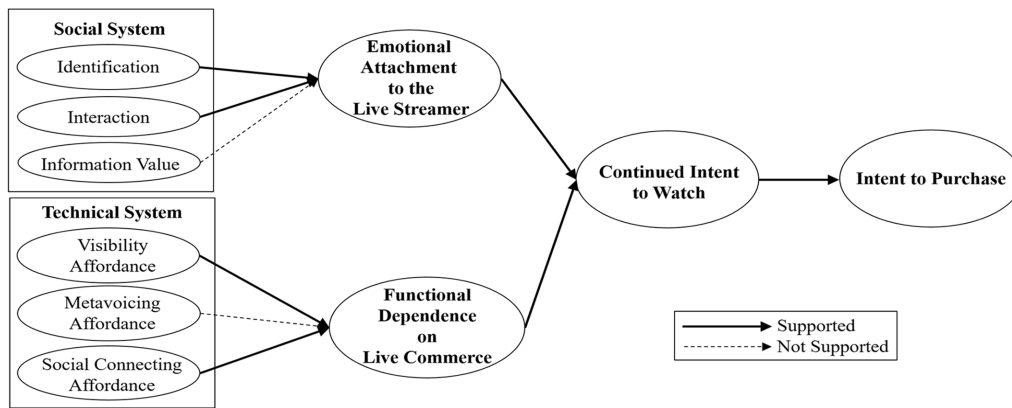 Social System
Identification
Interaction
Information Value
Emotional
Attachment
to the
Live Streamer
Technical System
Visibility
Affordance
Metavoicing
Affordance
Social Connecting
Affordance
Functional
Dependence
on
Live Commerce
Continued Intent
to Watch
Intent to Purchase
Supported
Not Supported